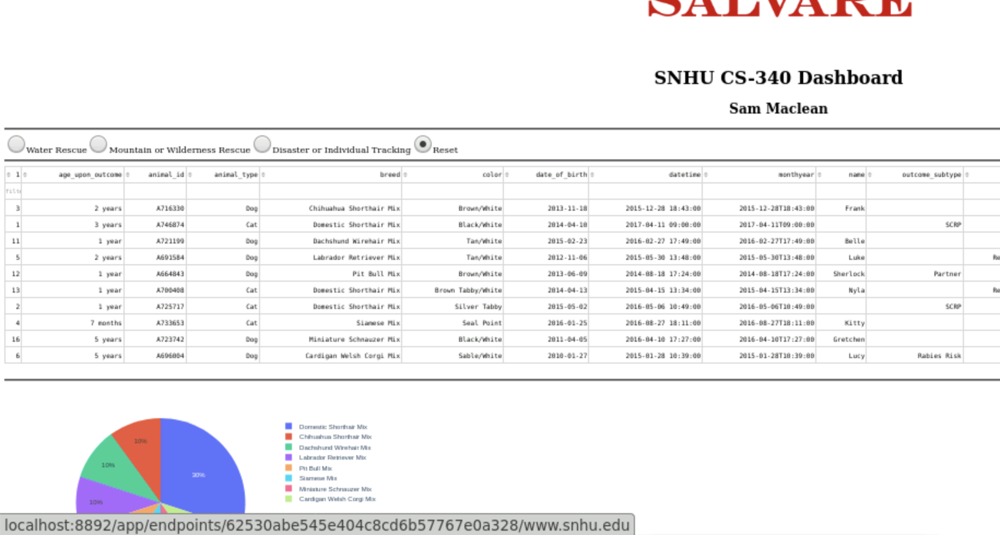 SALVARE
SNHU CS-340 Dashboard
Sam Maclean
Water Rescue Mountain or Wilderness Rescue Disaster or Individual Tracking Reset
1 age_upon_outcome animal_id animal_type breed color date_of_birth datetime monthyear name outcome_subtype
filte
3 2 years A716330 Dog Chihuahua Shorthair Mix Brown/White 2013-11-18 2015-12-28 18:43:00 2015-12-28T18:43:00 Frank
1 3 years A746874 Cat Domestic Shorthair Mix Black/White 2014-04-10 2017-04-11 09:00:00 2017-04-11T09:00:00 SCRP
11 1 year A721199 Dog Dachshund Wirehair Mix Tan/White 2015-02-23 2016-02-27 17:49:00 2016-02-27T17:49:00 Belle
5 2 years A691584 Dog Labrador Retriever Mix Tan/White 2012-11-06 2015-05-30 13:48:00 2015-05-30T13:48:00 Luke Re
12 1 year A664843 Dog Pit Bull Mix Brown/White 2013-06-09 2014-08-18 17:24:00 2014-08-18T17:24:00 Sherlock Partner
13 1 year A700408 Cat Domestic Shorthair Mix Brown Tabby/White 2014-04-13 2015-04-15 13:34:00 2015-04-15T13:34:00 Nyla Re
2 1 year A725717 Cat Domestic Shorthair Mix Silver Tabby 2015-05-02 2016-05-06 10:49:00 2016-05-06T10:49:00 SCRP
4 7 months A733653 Cat Siamese Mix Seal Point 2016-01-25 2016-08-27 18:11:00 2016-08-27T18:11:00 Kitty
16 5 years A723742 Dog Miniature Schnauzer Mix Black/White 2011-04-05 2016-04-10 17:27:00 2016-04-10T17:27:00 Gretchen
6 5 years A696004 Dog Cardigan Welsh Corgi Mix Sable/White 2010-01-27 2015-01-28 10:39:00 2015-01-28T10:39:00 Lucy Rabies Risk
10%
10%
30%
10%
Domestic Shorthair Mix
Chihuahua Shorthair Mix
Dachshund Wirehair Mix
Labrador Retriever Mix
Pit Bull Mix
Siamese Mix
Miniature Schnauzer Mix
Cardigan Welsh Corgi Mix
localhost:8892/app/endpoints/62530abe545e404c8cd6b57767e0a328/www.snhu.edu